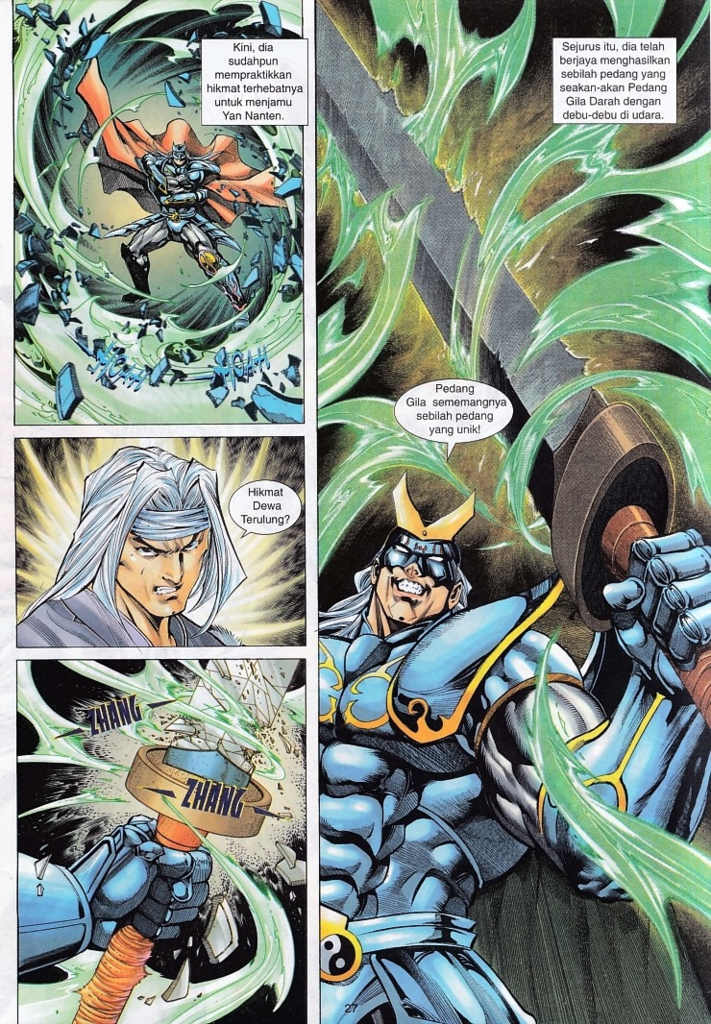 Kini, dia
sudahpun
mempraktikkan
hikmat terhebatnya
untuk menjamu
Yan Nanten.
Hikmat
Dewa
Terulung?
ZHANG
ZHANG
Sejurus itu, dia telah
berjaya menghasilkan
sebilah pedang yang
seakan-akan Pedang
Gila Darah dengan
debu-debu di udara.
Pedang
Gila sememangnya
sebilah pedang
yang unik!
27